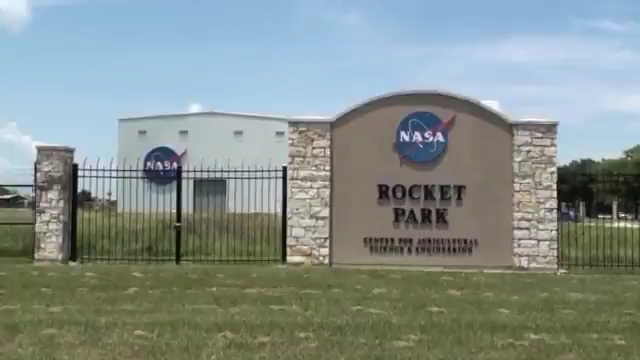 NASA
NASA
ROCKET
PARK
CENTER FOR AGRICULTURAL
SCIENCE & ENGINEERING